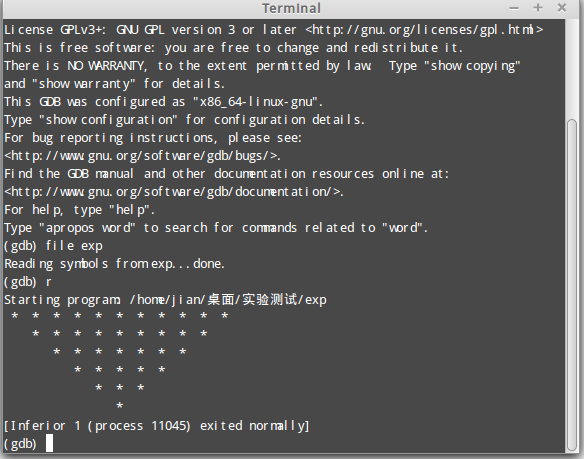 Terminal
License GPLv3+: GNU GPL version 3 or later <http://gnu.org/licenses/gpl.html>
This is free software: you are free to change and redistribute it.
There is NO WARRANTY, to the extent permitted by law.  Type "show copying"
and "show warranty" for details.
This GDB was configured as "x86_64-linux-gnu".
Type "show configuration" for configuration details.
For bug reporting instructions, please see:
<http://www.gnu.org/software/gdb/bugs/>.
Find the GDB manual and other documentation resources online at:
<http://www.gnu.org/software/gdb/documentation/>.
For help, type "help".
Type "apropos word" to search for commands related to "word".
(gdb) file exp
Reading symbols from exp...done.
(gdb) r
Starting program: /home/jian/桌面/实验测试/exp
 * * * * * * * * * * *
   * * * * * * * * *
     * * * * * * *
       * * * * *
         * * *
           *
[Inferior 1 (process 11045) exited normally]
(gdb)